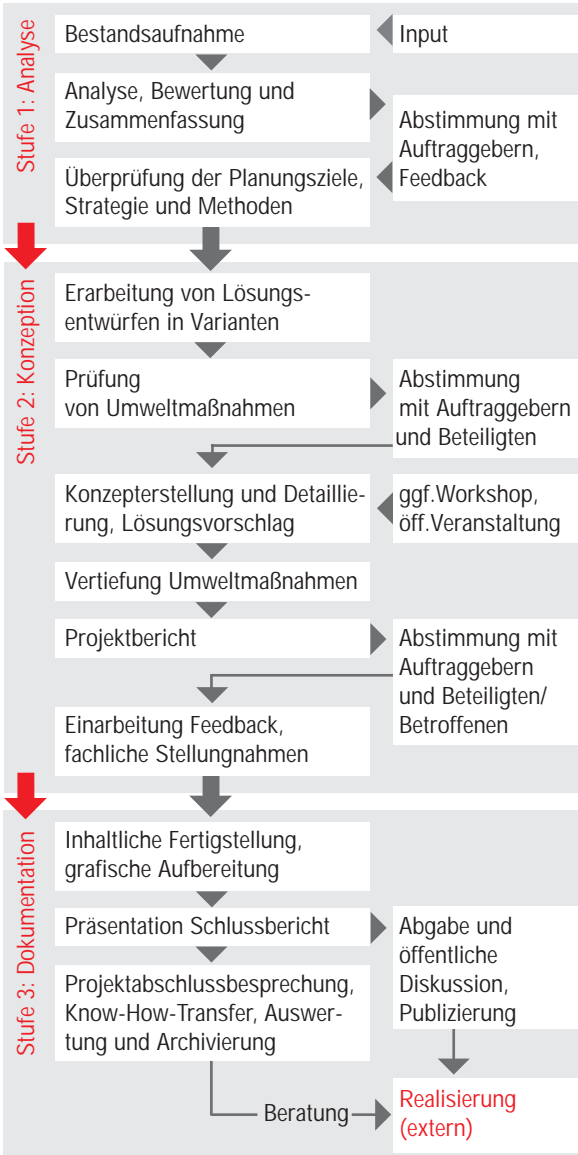 Stufe 1: Analyse
Bestandsaufnahme
Input
Analyse, Bewertung und
Zusammenfassung
Abstimmung mit
Auftraggebern,
Feedback
Überprüfung der Planungsziele,
Strategie und Methoden
Stufe 2: Konzeption
Erarbeitung von Lösungs-
entwürfen in Varianten
Prüfung
von Umweltmaßnahmen
Abstimmung
mit Auftraggebern
und Beteiligten
Konzepterstellung und Detaillie-
rung, Lösungsvorschlag
ggf.Workshop,
öff.Veranstaltung
Vertiefung Umweltmaßnahmen
Projektbericht
Abstimmung mit
Auftraggebern
und Beteiligten/
Betroffenen
Einarbeitung Feedback,
fachliche Stellungnahmen
Stufe 3: Dokumentation
Inhaltliche Fertigstellung,
grafische Aufbereitung
Präsentation Schlussbericht
Abgabe und
öffentliche
Diskussion,
Publizierung
Projektabschlussbesprechung,
Know-How-Transfer, Auswer-
tung und Archivierung
Beratung
Realisierung
(extern)